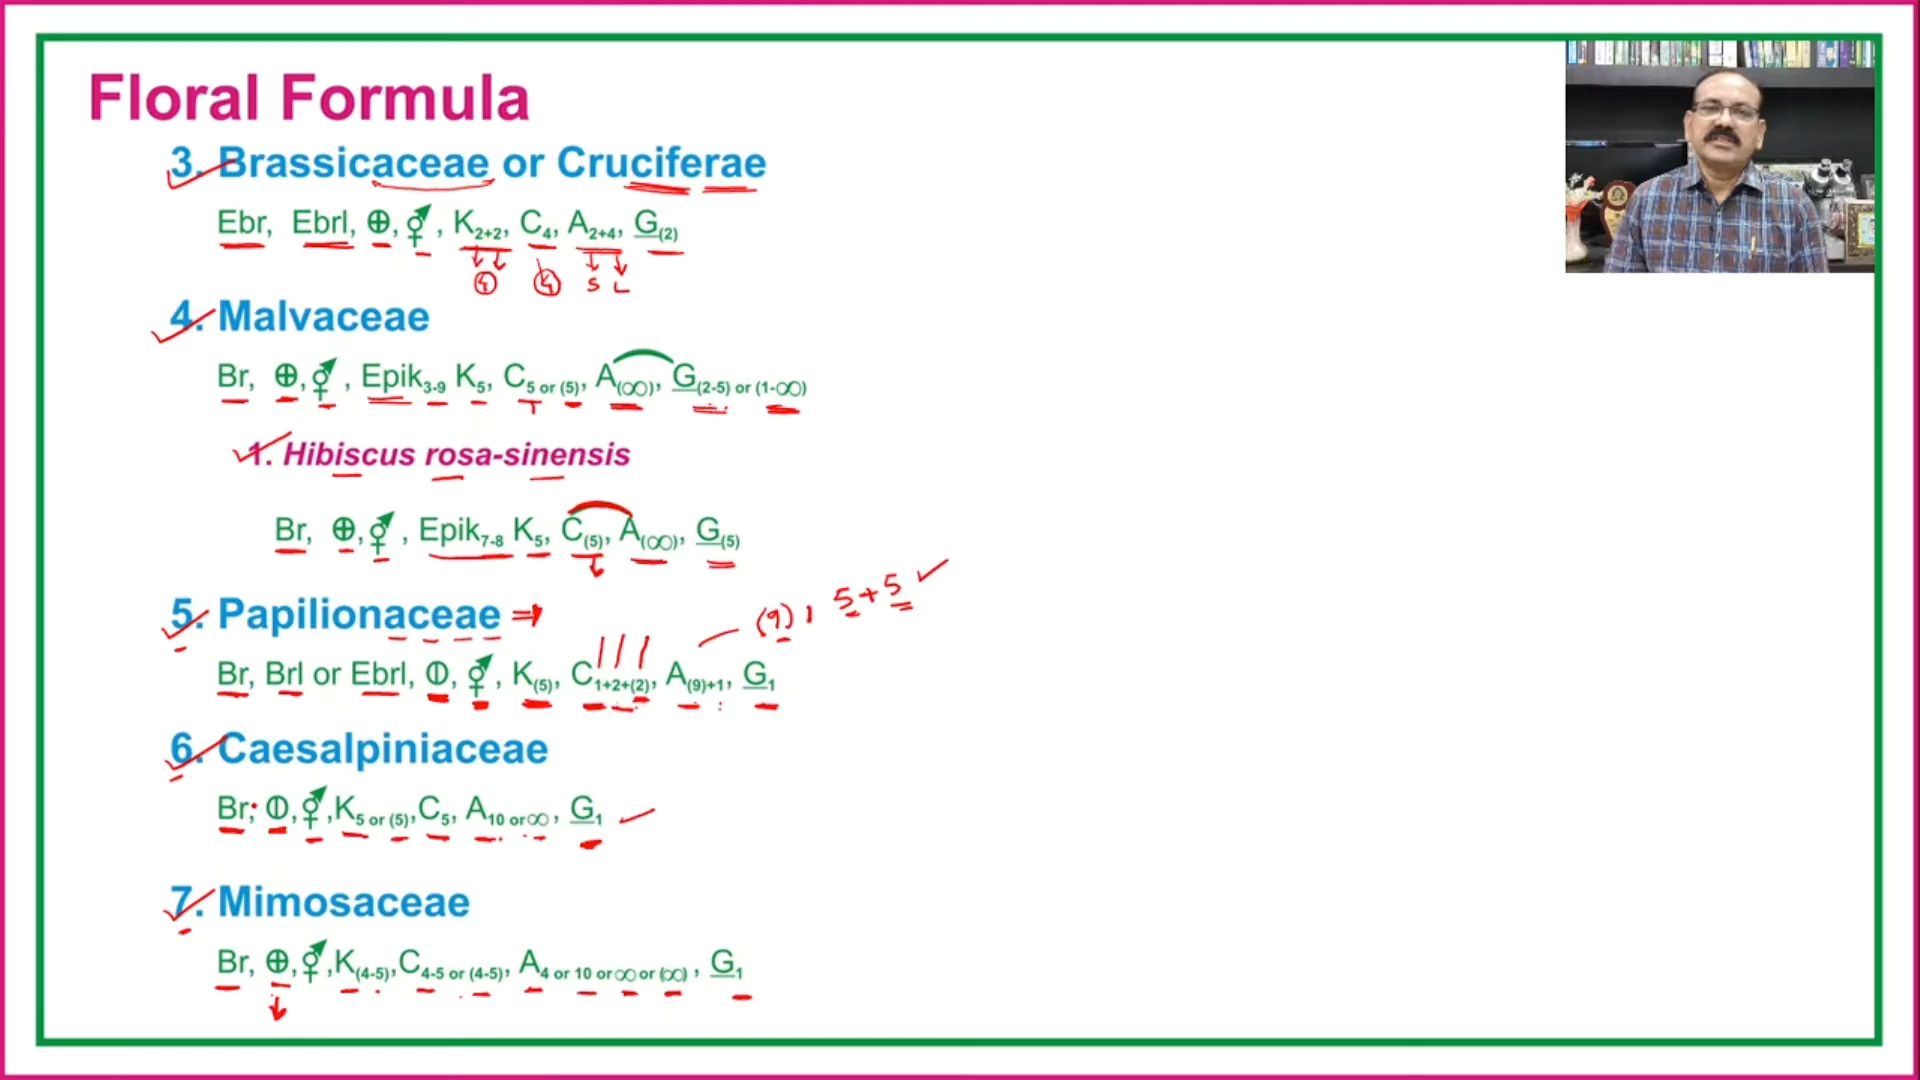 Floral Formula
3. Brassicaceae or Cruciferae
Ebr, Ebrl, ⊕, ⚥, K2+2, C4, A2+4, G(2)
4 4 S L
4. Malvaceae
Br, ⊕, ⚥, Epik3-9 K5, C5 or (5), A(∞), G(2-5) or (1-∞)
1. Hibiscus rosa-sinensis
Br, ⊕, ⚥, Epik7-8 K5, C(5), A(∞), G(5)
5. Papilionaceae ⇒ (9), 5+5 ✓
Br, Brl or Ebrl, ⦶, ⚥, K(5), C1+2+(2), A(9)+1, G1
6. Caesalpiniaceae
Br, ⦶, ⚥, K5 or (5), C5, A10 or ∞, G1
7. Mimosaceae
Br, ⊕, ⚥, K(4-5), C4-5 or (4-5), A4 or 10 or ∞ or (∞), G1